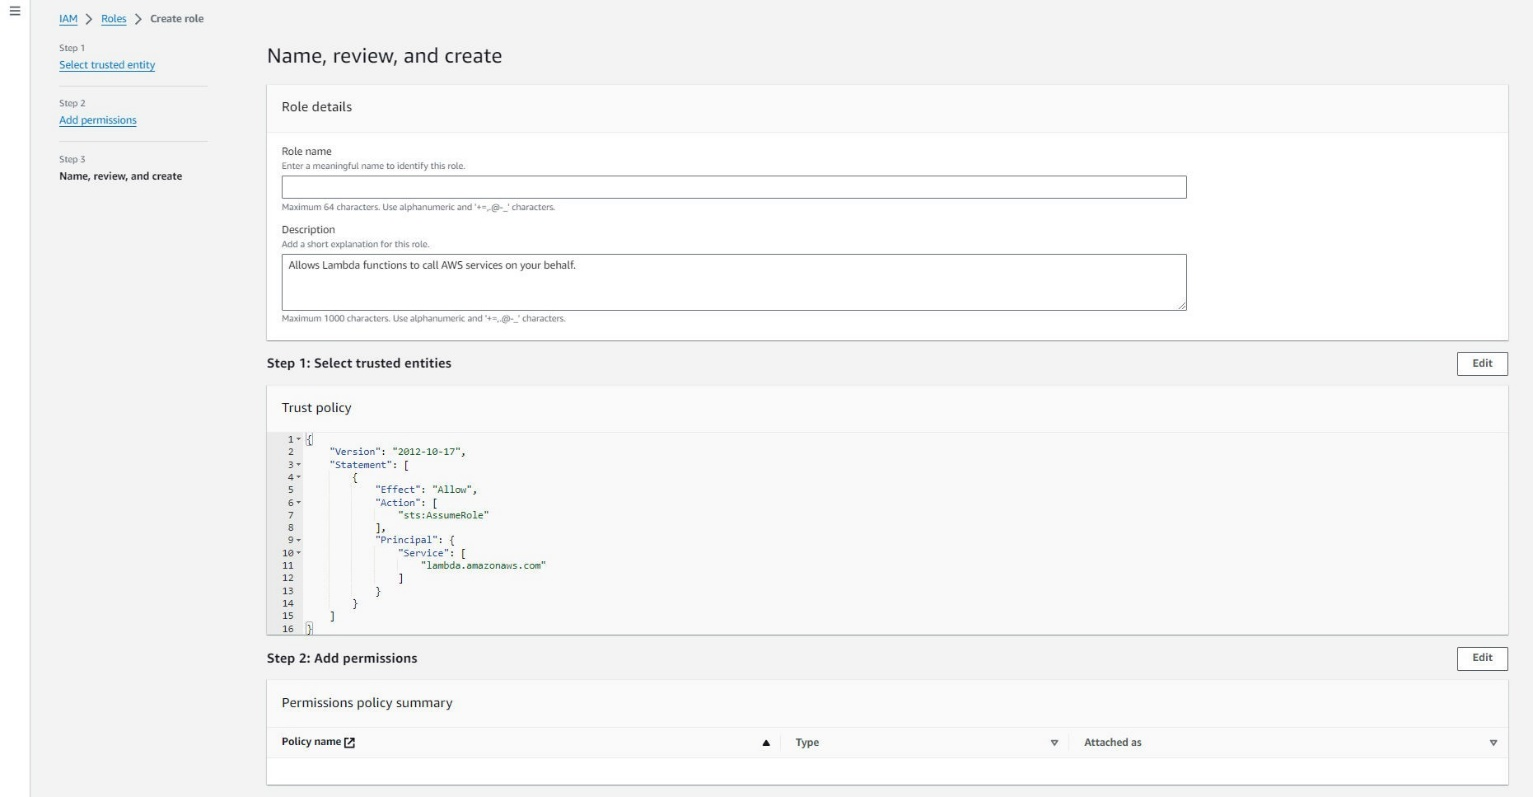 IAM > Roles > Create role
Step 1
Select trusted entity
Step 2
Add permissions
Step 3
Name, review, and create
Name, review, and create
Role details
Role name
Enter a meaningful name to identify this role.
Maximum 64 characters. Use alphanumeric and '+=,.@-_' characters.
Description
Add a short explanation for this role.
Allows Lambda functions to call AWS services on your behalf.
Maximum 1000 characters. Use alphanumeric and '+=,.@-_' characters.
Step 1: Select trusted entities
Edit
Trust policy
1 {
2     "Version": "2012-10-17",
3     "Statement": [
4         {
5             "Effect": "Allow",
6             "Action": [
7                 "sts:AssumeRole"
8             ],
9             "Principal": {
10                 "Service": [
11                     "lambda.amazonaws.com"
12                 ]
13             }
14         }
15     ]
16 }
Step 2: Add permissions
Edit
Permissions policy summary
Policy name Type Attached as